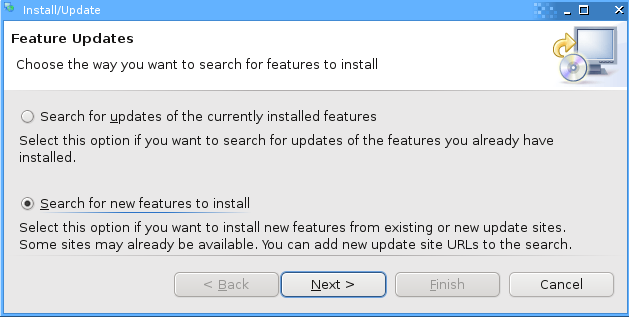 Install/Update
Feature Updates
Choose the way you want to search for features to install
Search for updates of the currently installed features
Select this option if you want to search for updates of the features you already have
installed.
Search for new features to install
Select this option if you want to install new features from existing or new update sites.
Some sites may already be available. You can add new update site URLs to the search.
< Back
Next >
Finish
Cancel